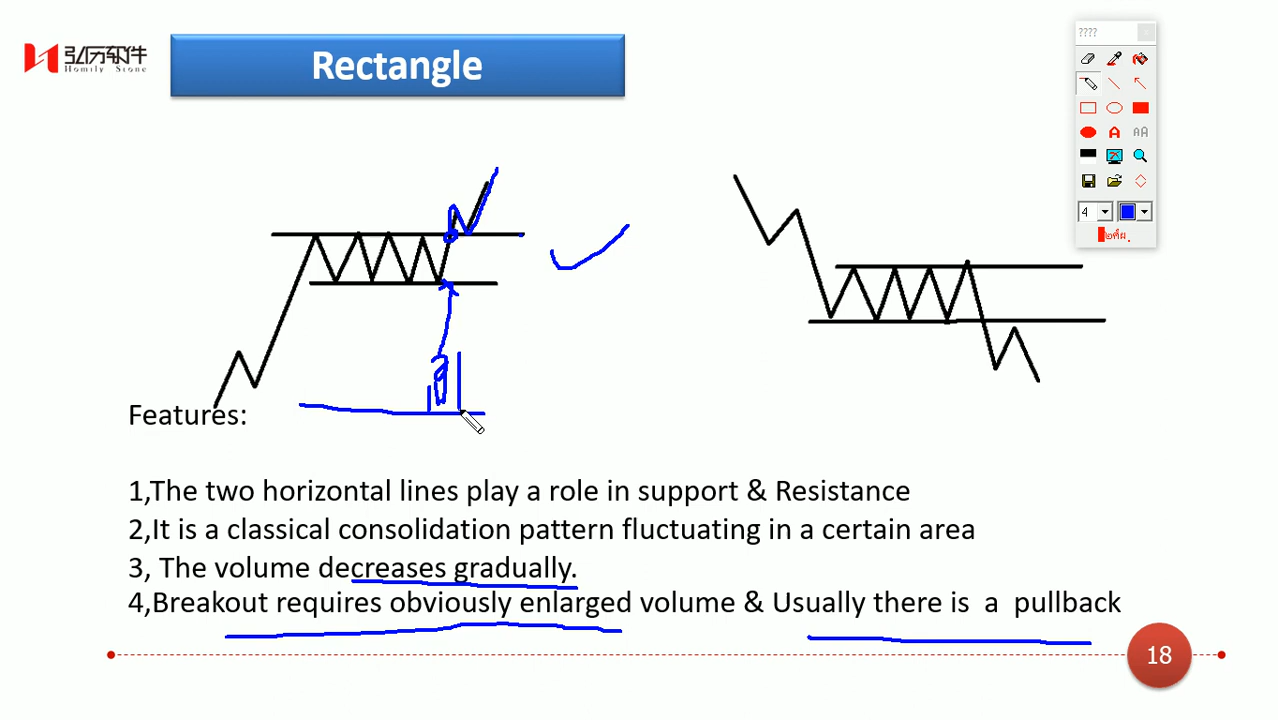 弘历软件
Homily Stone
Rectangle
????
A AA
4
Features:
1,The two horizontal lines play a role in support & Resistance
2,It is a classical consolidation pattern fluctuating in a certain area
3, The volume decreases gradually.
4,Breakout requires obviously enlarged volume & Usually there is a pullback
18